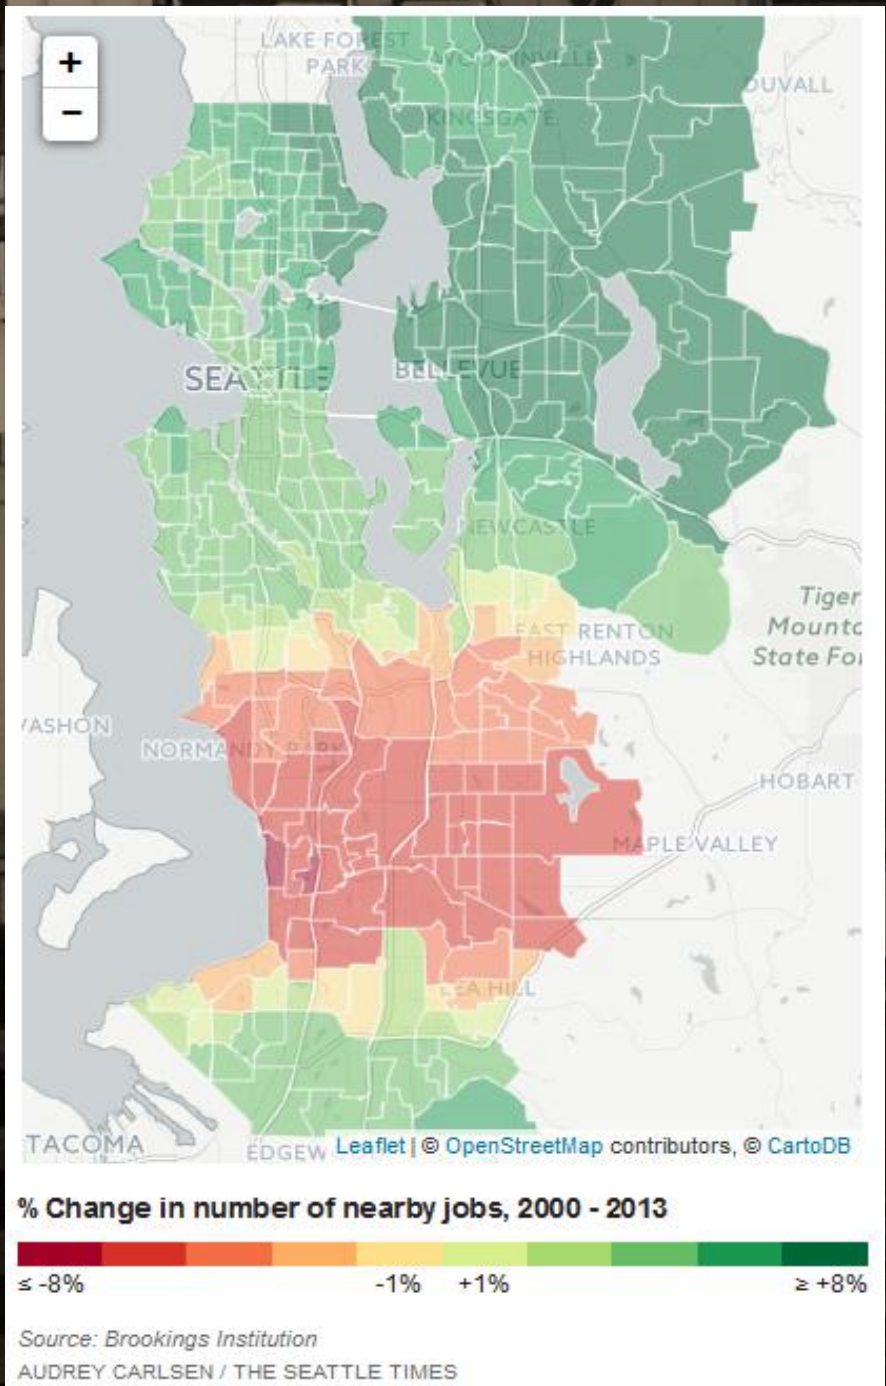 +
−
LAKE FOREST
PARK
WOODINVILLE
DUVALL
KINGSGATE
SEATTLE
BELLEVUE
NEWCASTLE
Tiger
Mounta
State For
EAST RENTON
HIGHLANDS
VASHON
NORMANDY PARK
HOBART
MAPLE VALLEY
LEA HILL
TACOMA
EDGEW
Leaflet | © OpenStreetMap contributors, © CartoDB
% Change in number of nearby jobs, 2000 - 2013
≤ -8% -1% +1% ≥ +8%
Source: Brookings Institution
AUDREY CARLSEN / THE SEATTLE TIMES